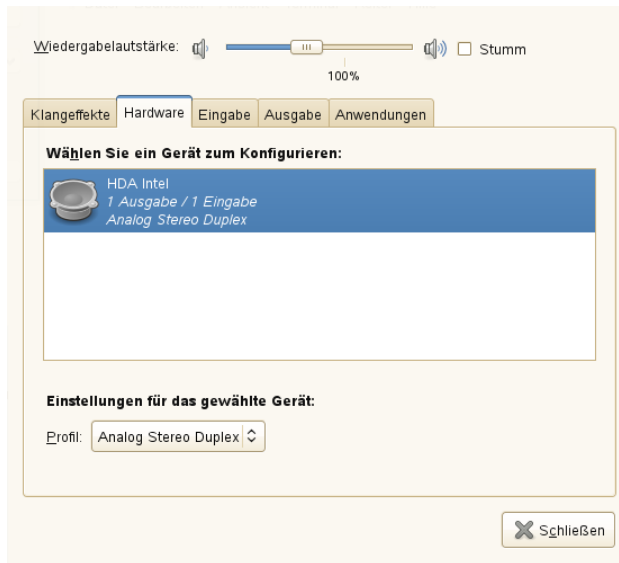 Wiedergabelautstärke:
Stumm
100%
Klangeffekte Hardware Eingabe Ausgabe Anwendungen
Wählen Sie ein Gerät zum Konfigurieren:
HDA Intel
1 Ausgabe / 1 Eingabe
Analog Stereo Duplex
Einstellungen für das gewählte Gerät:
Profil: Analog Stereo Duplex
Schließen